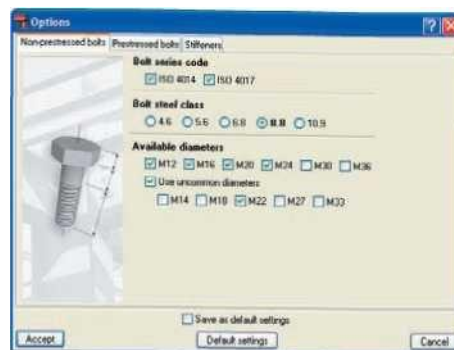 Options
Non-prestressed bolts Prestressed bolts Stiffeners
Bolt series code
ISO 4014 ISO 4017
Bolt steel class
4.6 5.6 6.8 8.8 10.9
Available diameters
M12 M16 M20 M24 M30 M36
Use uncommon diameters
M14 M18 M22 M27 M33
Save as default settings
Accept Default settings Cancel